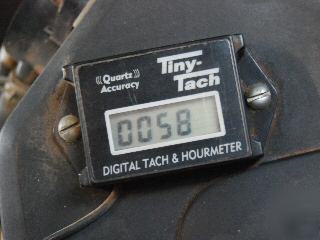 Quartz
Accuracy
Tiny-
Tach
0058
DIGITAL TACH & HOURMETER